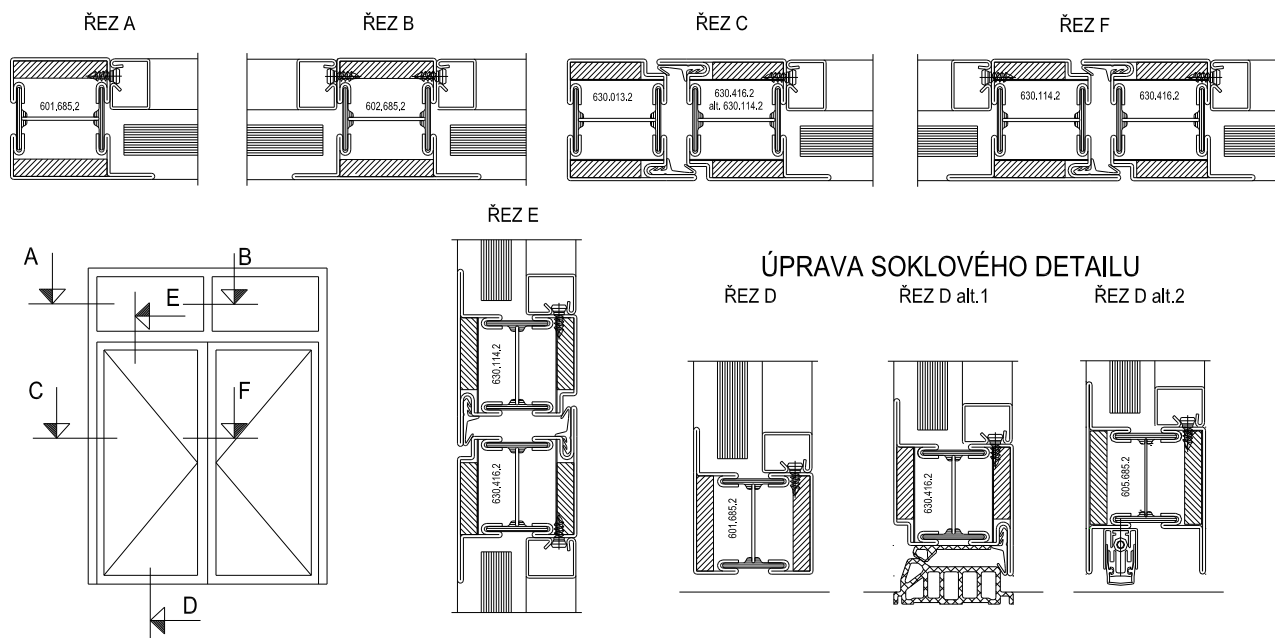 ŘEZ A
ŘEZ B
ŘEZ C
ŘEZ F
601,685,2
602,685,2
630.013.2
630.416.2
alt. 630.114.2
630.114.2
630.416.2
ŘEZ E
A
B
E
C
F
D
630,114,2
630,416,2
ÚPRAVA SOKLOVÉHO DETAILU
ŘEZ D
ŘEZ D alt.1
ŘEZ D alt.2
601,685,2
630.416.2
605.685.2